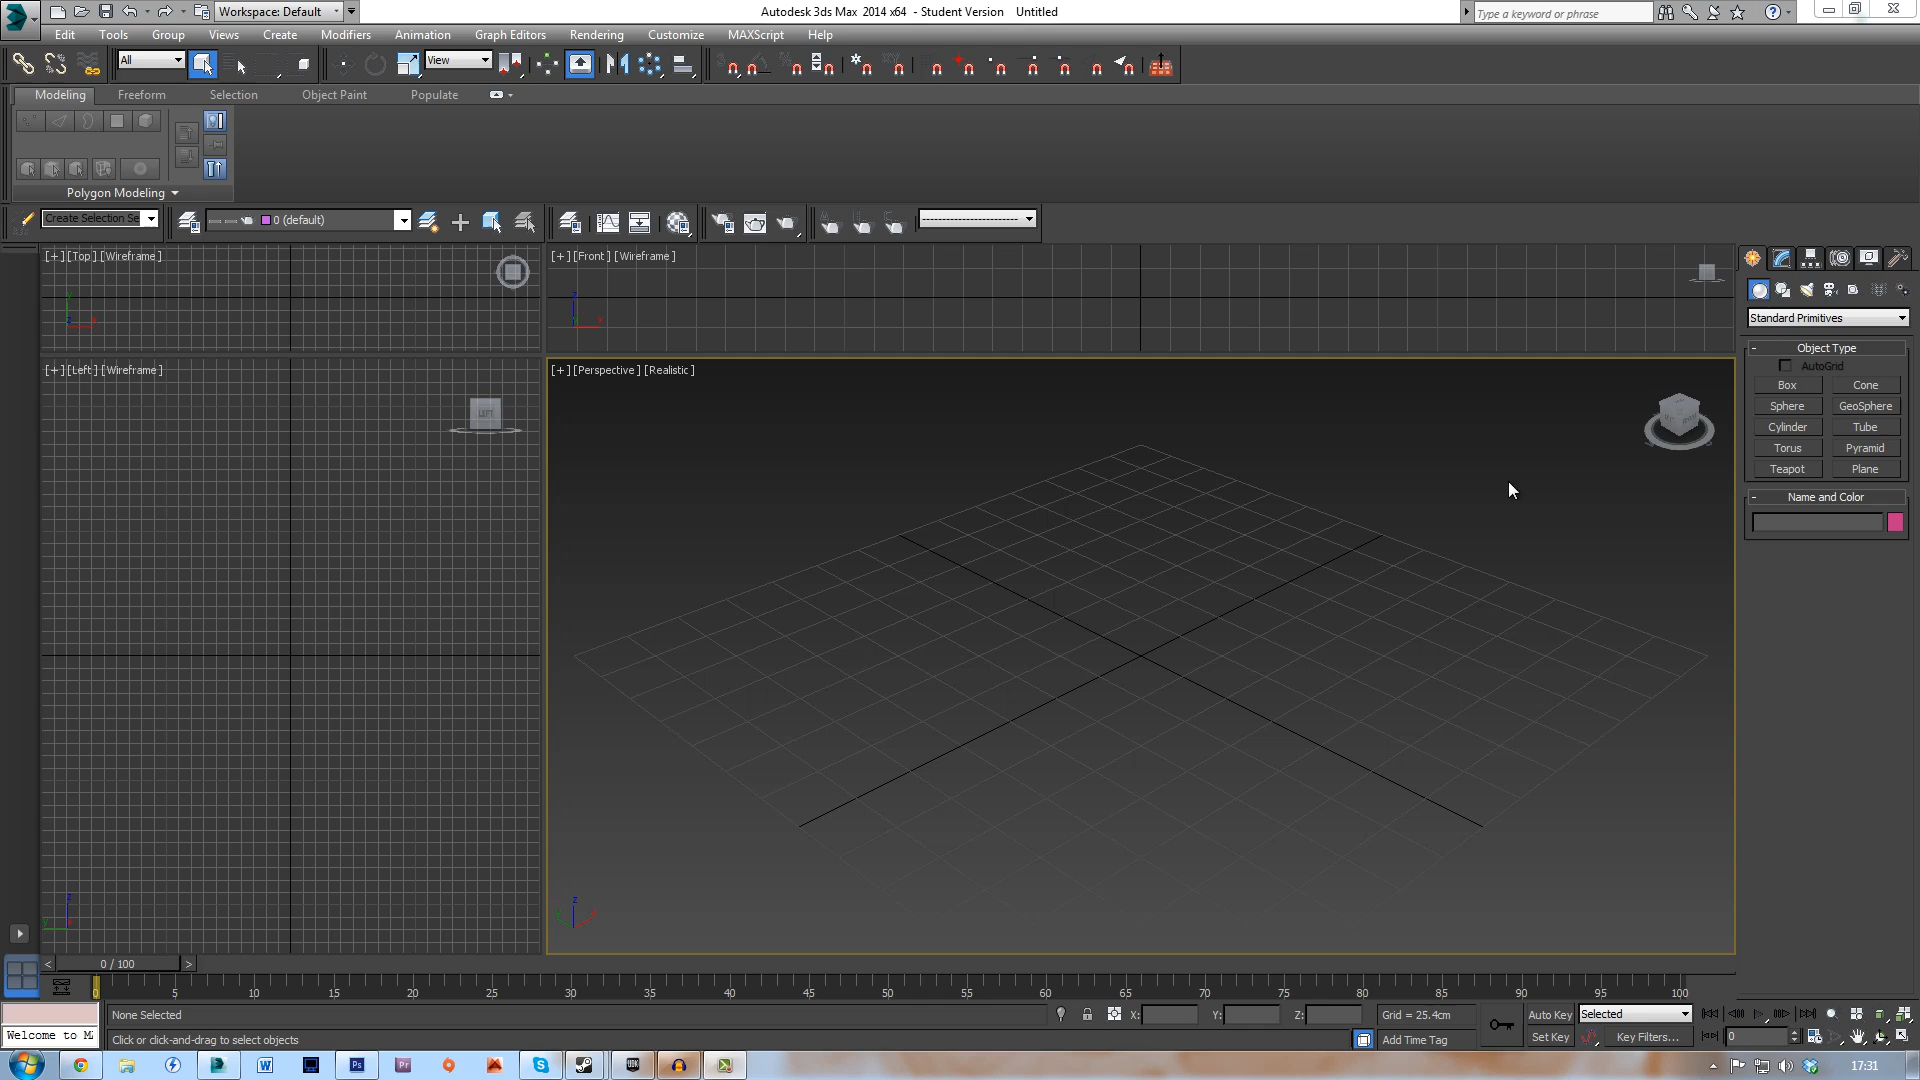 Workspace: Default
Autodesk 3ds Max 2014 x64 - Student Version Untitled
Type a keyword or phrase
Edit Tools Group Views Create Modifiers Animation Graph Editors Rendering Customize MAXScript Help
All
View
Modeling Freeform Selection Object Paint Populate
Polygon Modeling
Create Selection Se
0 (default)
[+] [Top] [Wireframe]
[+] [Front] [Wireframe]
[+] [Left] [Wireframe]
LEFT
[+] [Perspective] [Realistic]
Standard Primitives
Object Type
AutoGrid
Box Cone
Sphere GeoSphere
Cylinder Tube
Torus Pyramid
Teapot Plane
Name and Color
0 / 100
0 5 10 15 20 25 30 35 40 45 50 55 60 65 70 75 80 85 90 95 100
None Selected
X: Y: Z: Grid = 25.4cm
Auto Key Selected
Welcome to M
Click or click-and-drag to select objects
Add Time Tag
Set Key Key Filters...
0
17:31